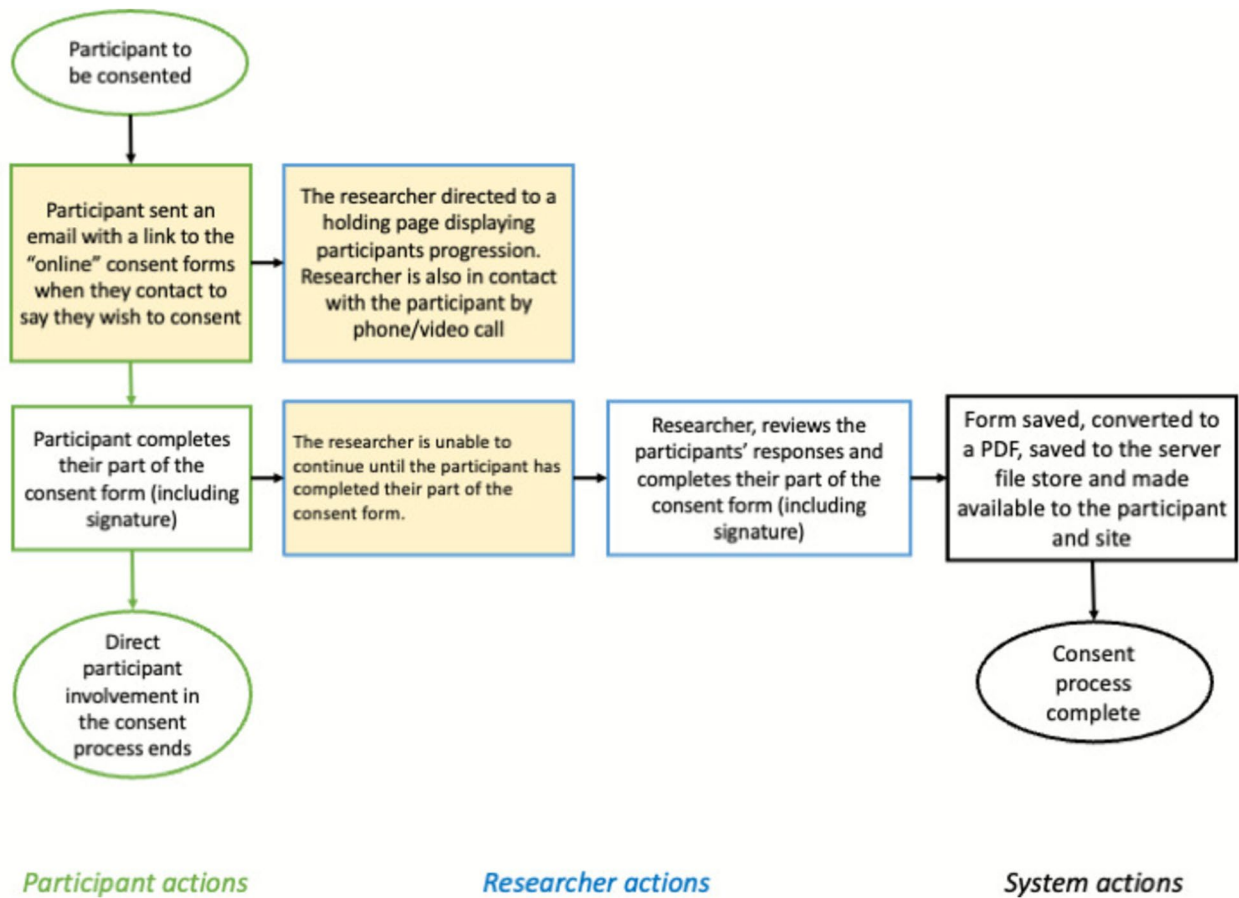 Participant to
be consented
Participant sent an
email with a link to the
“online” consent forms
when they contact to
say they wish to consent
The researcher directed to a
holding page displaying
participants progression.
Researcher is also in contact
with the participant by
phone/video call
Participant completes
their part of the
consent form (including
signature)
The researcher is unable to
continue until the participant has
completed their part of the
consent form.
Researcher, reviews the
participants’ responses and
completes their part of the
consent form (including
signature)
Form saved, converted to
a PDF, saved to the server
file store and made
available to the participant
and site
Direct
participant
involvement in
the consent
process ends
Consent
process
complete
Participant actions
Researcher actions
System actions